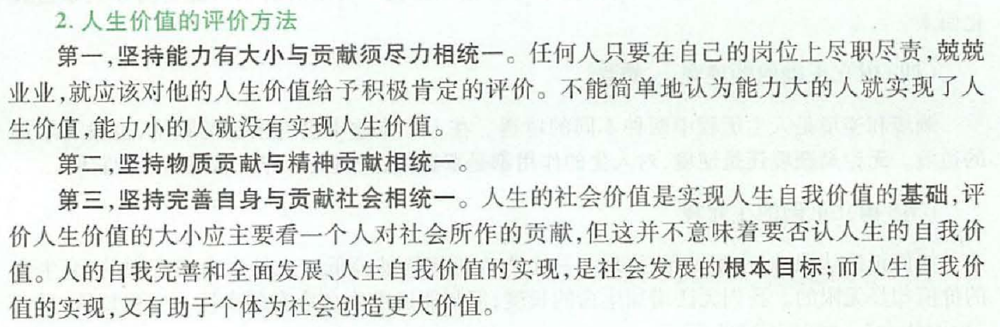 2. 人生价值的评价方法
第一,坚持能力有大小与贡献须尽力相统一。任何人只要在自己的岗位上尽职尽责,兢兢
业业,就应该对他的人生价值给予积极肯定的评价。不能简单地认为能力大的人就实现了人
生价值,能力小的人就没有实现人生价值。
第二,坚持物质贡献与精神贡献相统一。
第三,坚持完善自身与贡献社会相统一。人生的社会价值是实现人生自我价值的基础,评
价人生价值的大小应主要看一个人对社会所作的贡献,但这并不意味着要否认人生的自我价
值。人的自我完善和全面发展、人生自我价值的实现,是社会发展的根本目标;而人生自我价
值的实现,又有助于个体为社会创造更大价值。